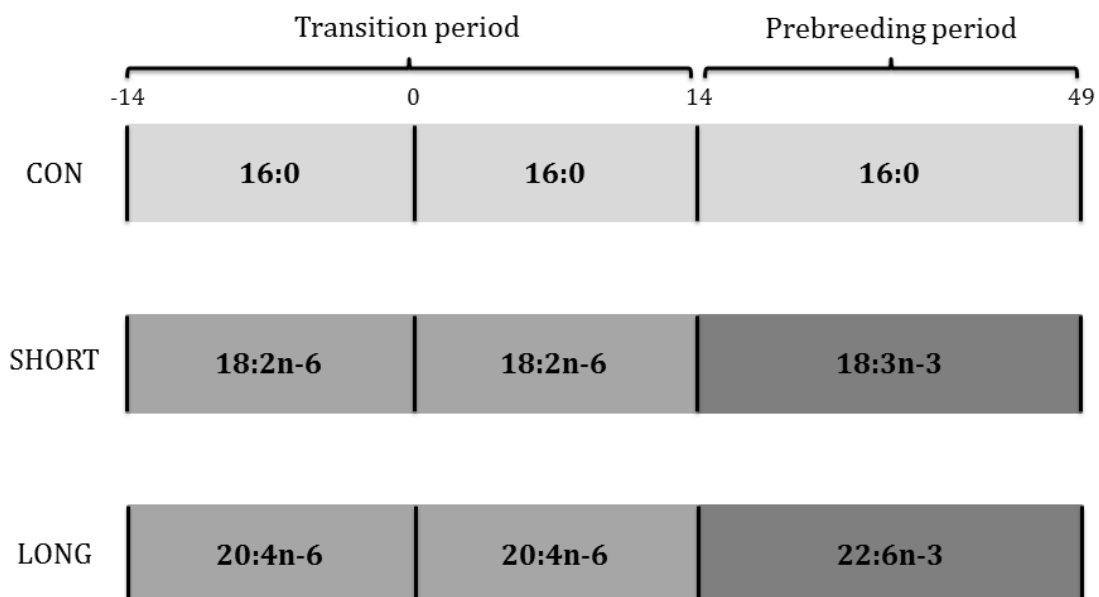 Transition period Prebreeding period
-14 0 14 49
CON 16:0 16:0 16:0
SHORT 18:2n-6 18:2n-6 18:3n-3
LONG 20:4n-6 20:4n-6 22:6n-3